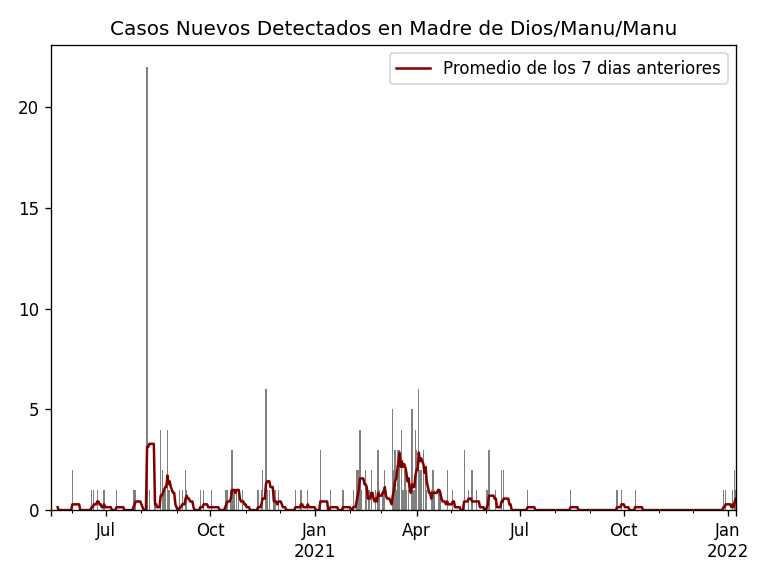 Casos Nuevos Detectados en Madre de Dios/Manu/Manu
Promedio de los 7 dias anteriores
20
15
10
5
0
Jul
Oct
Jan
2021
Apr
Jul
Oct
Jan
2022